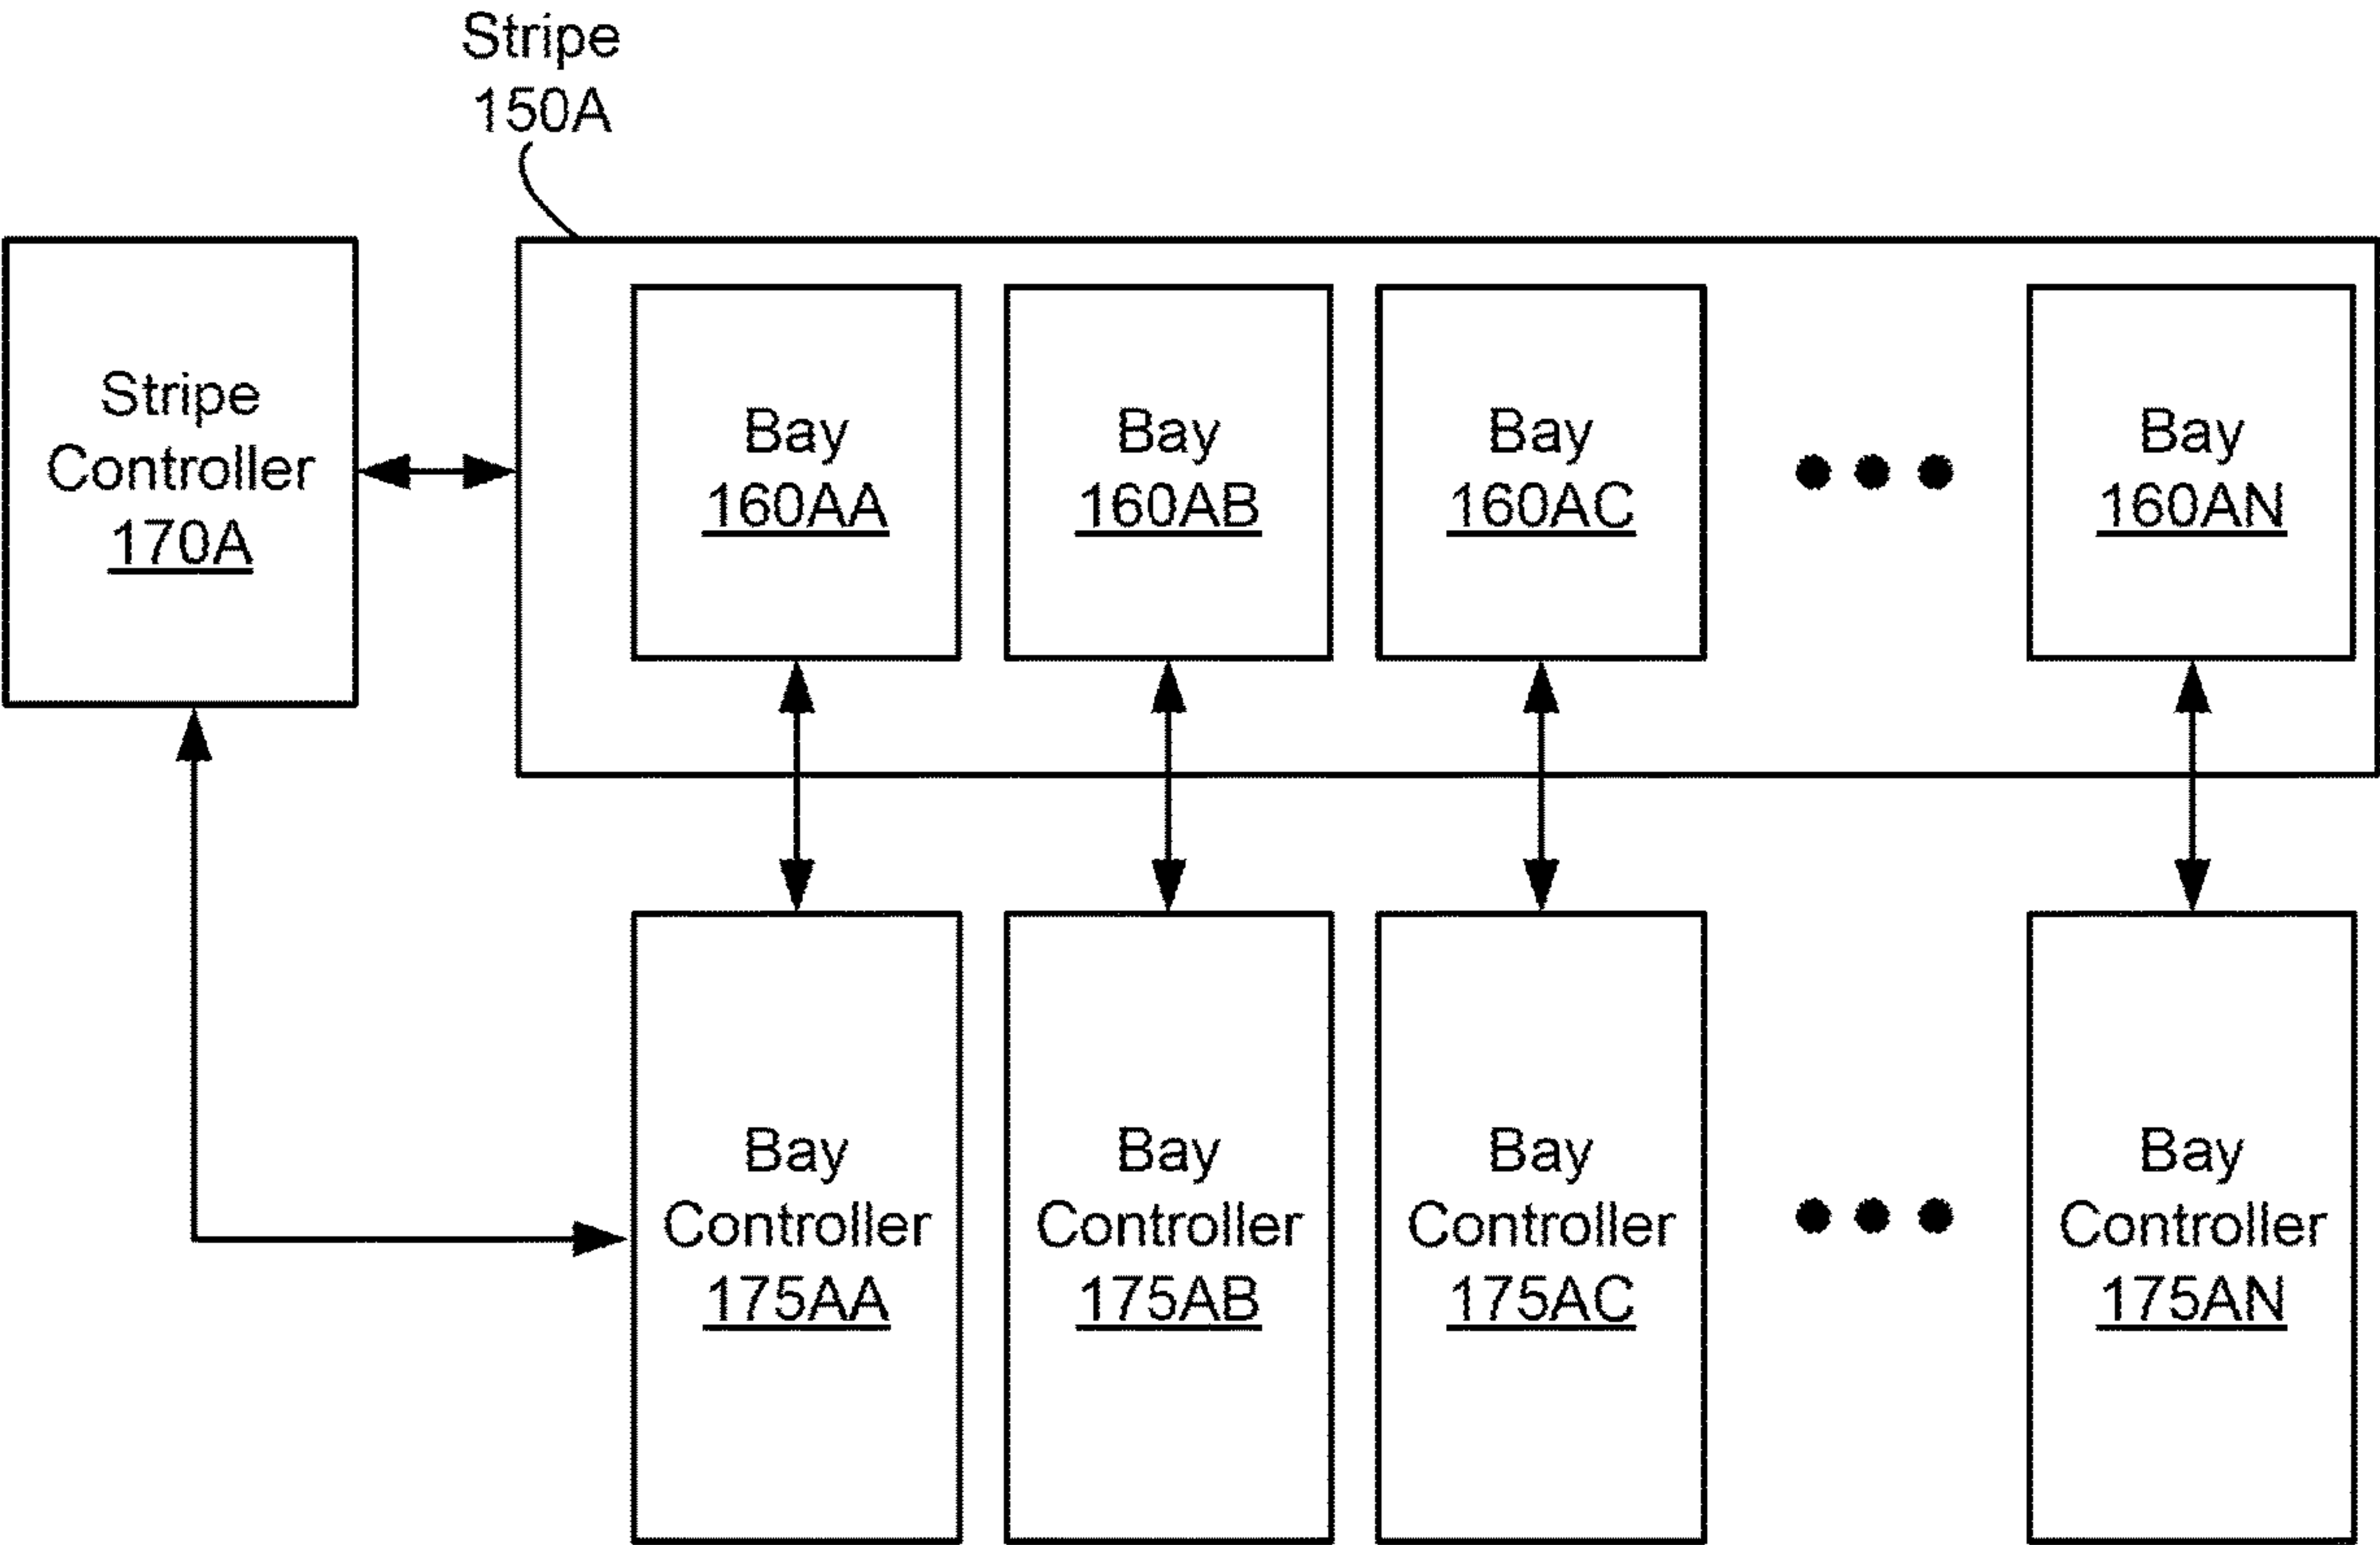 Stripe
150A
Stripe
Controller
170A
Bay
160AA
Bay
160AB
Bay
160AC
Bay
160AN
Bay
Controller
175AA
Bay
Controller
175AB
Bay
Controller
175AC
Bay
Controller
175AN